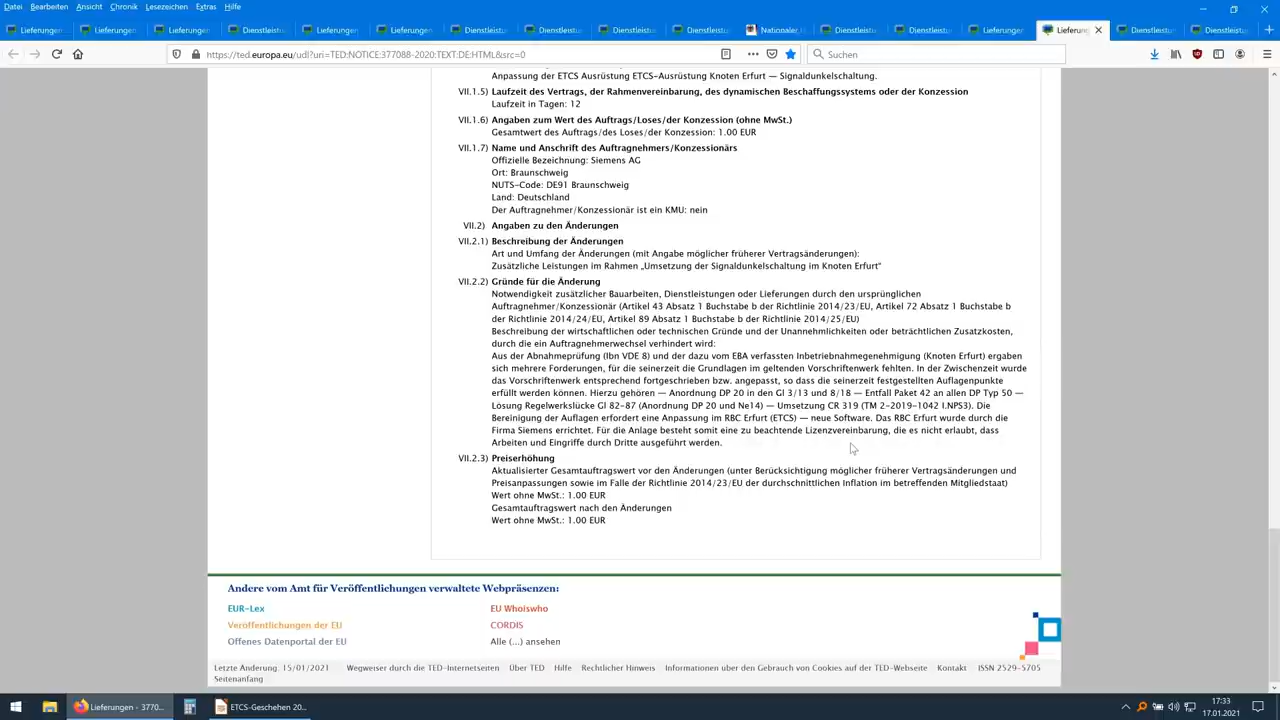 Datei Bearbeiten Ansicht Chronik Lesezeichen Extras Hilfe
Lieferungen Dienstleist Dienstleist Lieferungen Lieferungen Dienstleist Dienstleist Dienstleist Dienstleist Nationaler Dienstleist Dienstleist Dienstleist Lieferungen Lieferung Dienstleist Dienstleist
https://ted.europa.eu/udl?uri=TED:NOTICE:377088-2020:TEXT:DE:HTML&src=0
Suchen
Anpassung der ETCS Ausrüstung ETCS-Ausrüstung Knoten Erfurt — Signaldunkelschaltung.
VII.1.5) Laufzeit des Vertrags, der Rahmenvereinbarung, des dynamischen Beschaffungssystems oder der Konzession
Laufzeit in Tagen: 12
VII.1.6) Angaben zum Wert des Auftrags/Loses/der Konzession (ohne MwSt.)
Gesamtwert des Auftrags/des Loses/der Konzession: 1.00 EUR
VII.1.7) Name und Anschrift des Auftragnehmers/Konzessionärs
Offizielle Bezeichnung: Siemens AG
Ort: Braunschweig
NUTS-Code: DE91 Braunschweig
Land: Deutschland
Der Auftragnehmer/Konzessionär ist ein KMU: nein
VII.2) Angaben zu den Änderungen
VII.2.1) Beschreibung der Änderungen
Art und Umfang der Änderungen (mit Angabe möglicher früherer Vertragsänderungen):
Zusätzliche Leistungen im Rahmen „Umsetzung der Signaldunkelschaltung im Knoten Erfurt"
VII.2.2) Gründe für die Änderung
Notwendigkeit zusätzlicher Bauarbeiten, Dienstleistungen oder Lieferungen durch den ursprünglichen
Auftragnehmer/Konzessionär (Artikel 43 Absatz 1 Buchstabe b der Richtlinie 2014/23/EU, Artikel 72 Absatz 1 Buchstabe b
der Richtlinie 2014/24/EU, Artikel 89 Absatz 1 Buchstabe b der Richtlinie 2014/25/EU)
Beschreibung der wirtschaftlichen oder technischen Gründe und der Unannehmlichkeiten oder beträchtlichen Zusatzkosten,
durch die ein Auftragnehmerwechsel verhindert wird:
Aus der Abnahmeprüfung (Ibn VDE 8) und der dazu vom EBA verfassten Inbetriebnahmegenehmigung (Knoten Erfurt) ergaben
sich mehrere Forderungen, für die seinerzeit die Grundlagen im geltenden Vorschriftenwerk fehlten. In der Zwischenzeit wurde
das Vorschriftenwerk entsprechend fortgeschrieben bzw. angepasst, so dass die seinerzeit festgestellten Auflagenpunkte
erfüllt werden können. Hierzu gehören — Anordnung DP 20 in den GI 3/13 und 8/18 — Entfall Paket 42 an allen DP Typ 50 —
Lösung Regelwerkslücke GI 82-87 (Anordnung DP 20 und Ne14) — Umsetzung CR 319 (TM 2-2019-1042 I.NPS3). Die
Bereinigung der Auflagen erfordert eine Anpassung im RBC Erfurt (ETCS) — neue Software. Das RBC Erfurt wurde durch die
Firma Siemens errichtet. Für die Anlage besteht somit eine zu beachtende Lizenzvereinbarung, die es nicht erlaubt, dass
Arbeiten und Eingriffe durch Dritte ausgeführt werden.
VII.2.3) Preiserhöhung
Aktualisierter Gesamtauftragswert vor den Änderungen (unter Berücksichtigung möglicher früherer Vertragsänderungen und
Preisanpassungen sowie im Falle der Richtlinie 2014/23/EU der durchschnittlichen Inflation im betreffenden Mitgliedstaat)
Wert ohne MwSt.: 1.00 EUR
Gesamtauftragswert nach den Änderungen
Wert ohne MwSt.: 1.00 EUR
Andere vom Amt für Veröffentlichungen verwaltete Webpräsenzen:
EUR-Lex EU Whoiswho
Veröffentlichungen der EU CORDIS
Offenes Datenportal der EU Alle (...) ansehen
Letzte Änderung: 15/01/2021 Wegweiser durch die TED-Internetseiten Über TED Hilfe Rechtlicher Hinweis Informationen über den Gebrauch von Cookies auf der TED-Webseite Kontakt ISSN 2529-5705
Seitenanfang
Lieferungen - 3770... ETCS-Geschehen 20...
17:33
17.01.2021